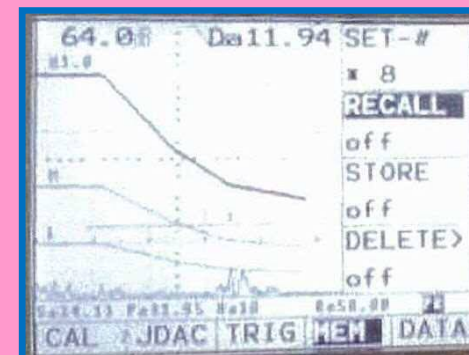 64.0
Da11.94
SET-#
8
RECALL
off
STORE
off
DELETE>
off
CAL JDAC TRIG MEM DATA